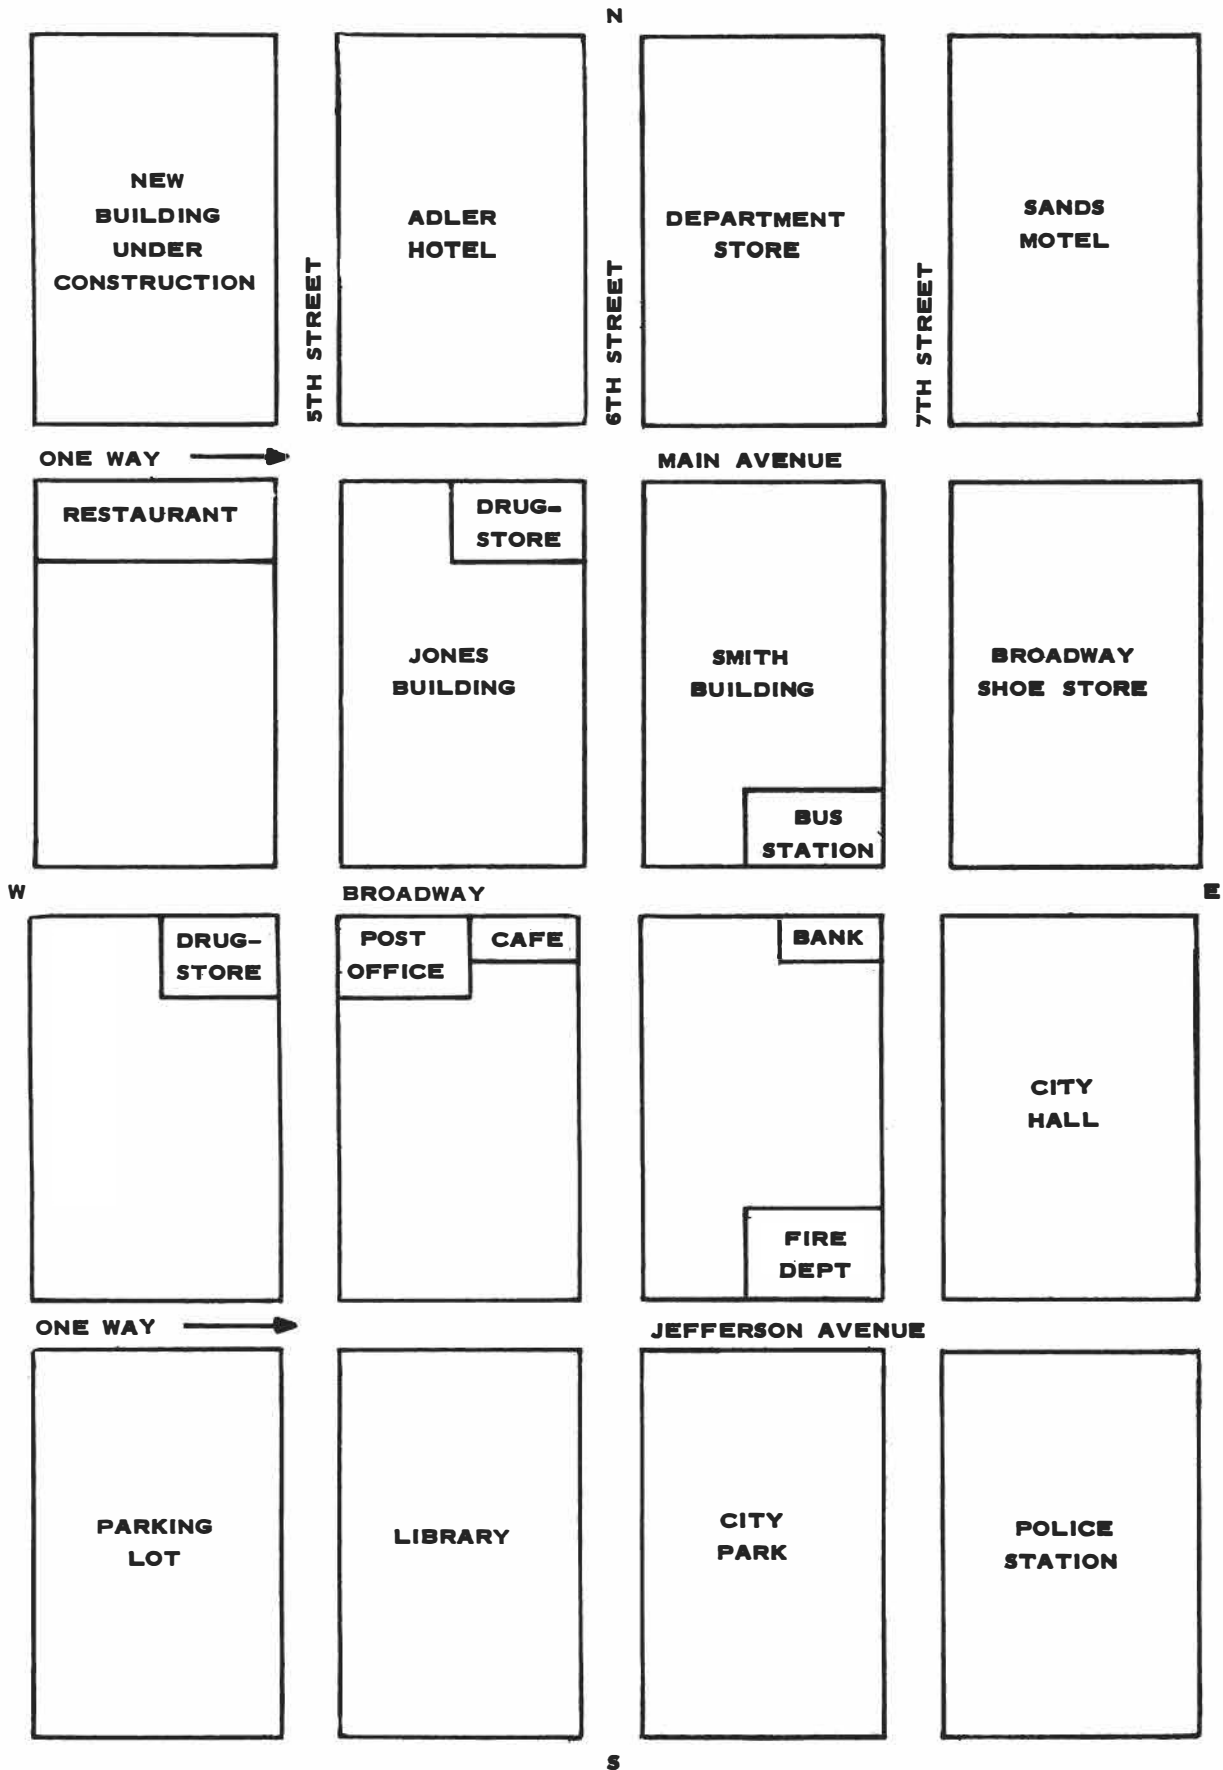 N
NEW
BUILDING
UNDER
CONSTRUCTION
5TH STREET
ADLER
HOTEL
6TH STREET
DEPARTMENT
STORE
7TH STREET
SANDS
MOTEL
ONE WAY
MAIN AVENUE
RESTAURANT
DRUG-
STORE
JONES
BUILDING
SMITH
BUILDING
BUS
STATION
BROADWAY
SHOE STORE
W
BROADWAY
E
DRUG-
STORE
POST
OFFICE
CAFE
BANK
FIRE
DEPT
CITY
HALL
ONE WAY
JEFFERSON AVENUE
PARKING
LOT
LIBRARY
CITY
PARK
POLICE
STATION
S